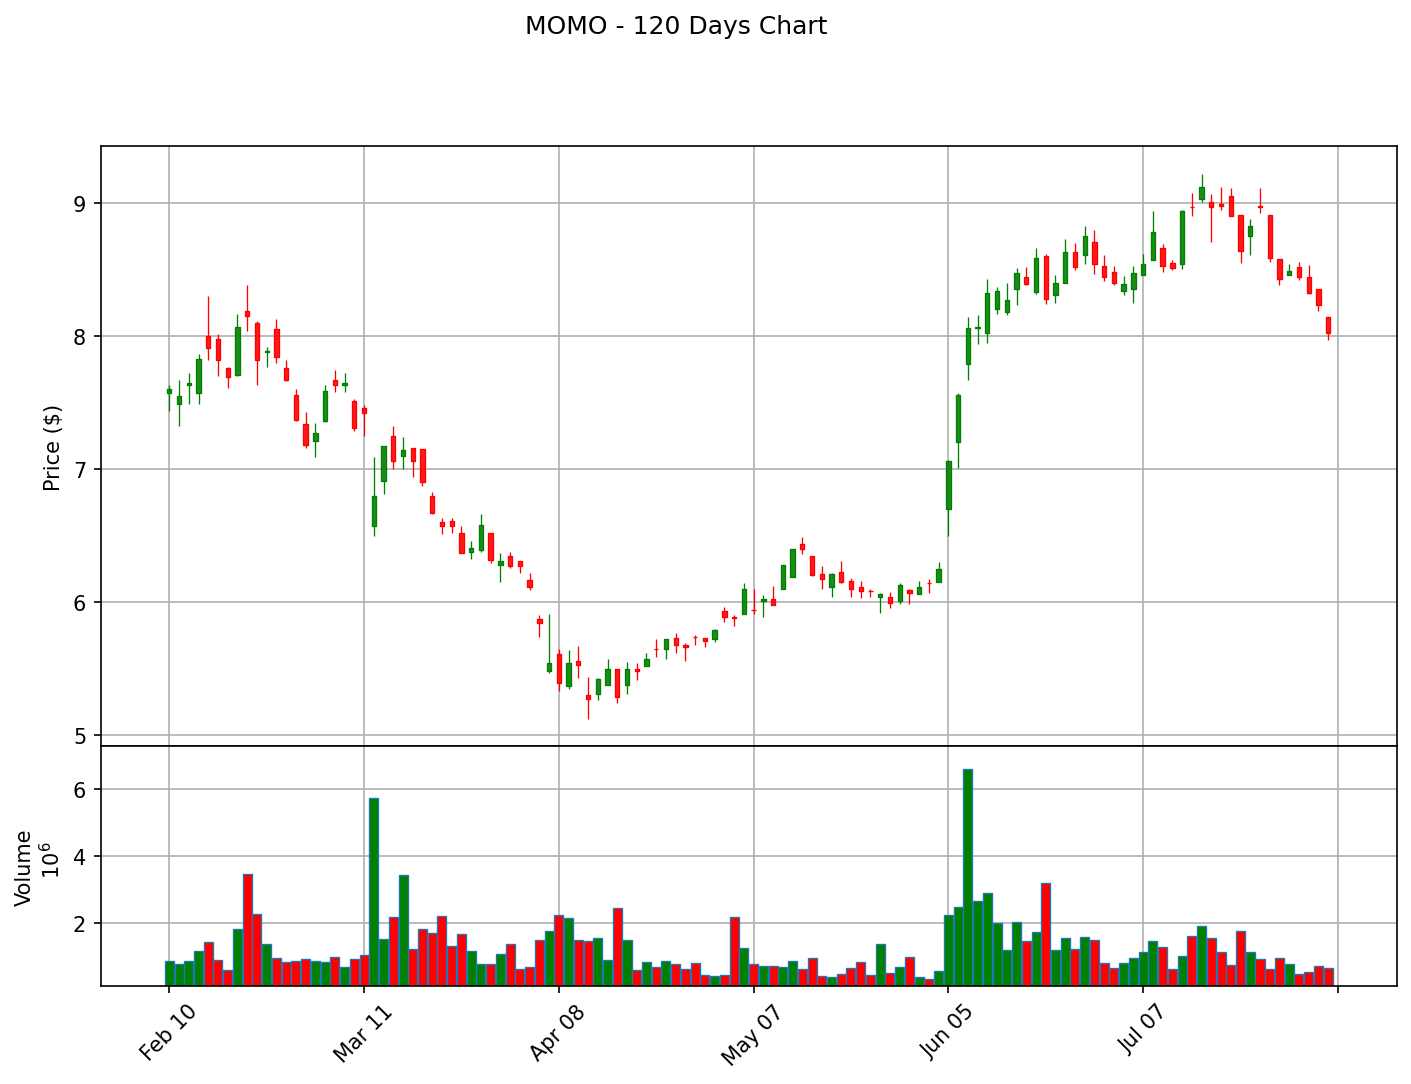 MOMO - 120 Days Chart
Price ($)
9
8
7
6
5
Volume
10⁶
6
4
2
Feb 10
Mar 11
Apr 08
May 07
Jun 05
Jul 07